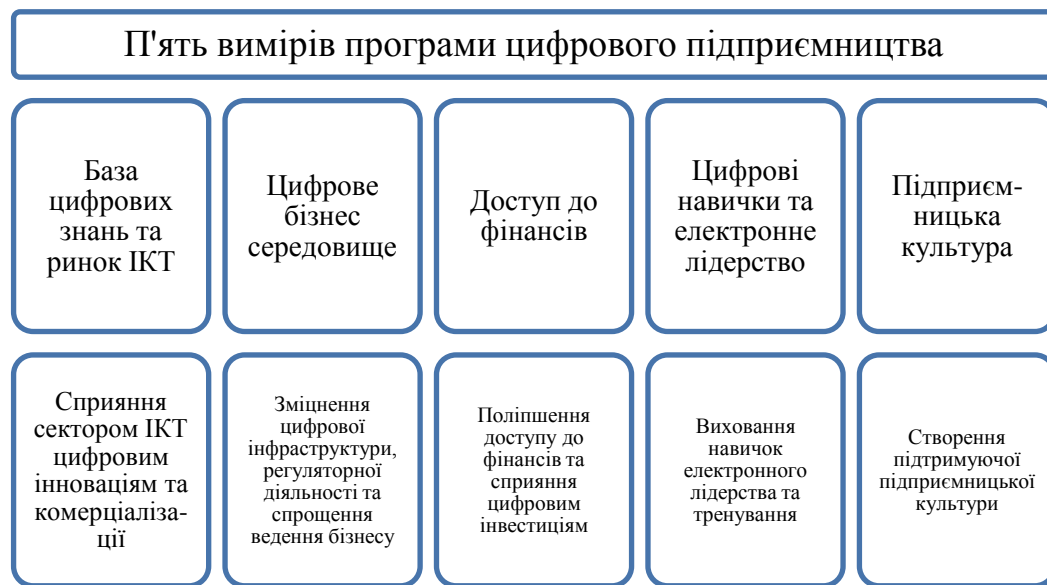 П'ять вимірів програми цифрового підприємництва
База
цифрових
знань та
ринок ІКТ
Цифрове
бізнес
середовище
Доступ до
фінансів
Цифрові
навички та
електронне
лідерство
Підприєм-
ницька
культура
Сприяння
сектором ІКТ
цифровим
інноваціям та
комерціаліза-
ції
Зміцнення
цифрової
інфраструктури,
регуляторної
діяльності та
спрощення
ведення бізнесу
Поліпшення
доступу до
фінансів та
сприяння
цифровим
інвестиціям
Виховання
навичок
електронного
лідерства та
тренування
Створення
підтримуючої
підприємницької
культури